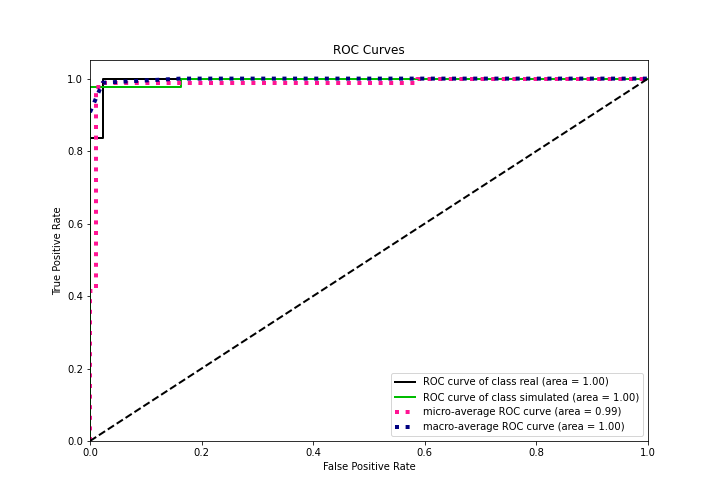 ROC Curves
1.0
0.8
0.6
0.4
0.2
0.0
True Positive Rate
0.0 0.2 0.4 0.6 0.8 1.0
False Positive Rate
ROC curve of class real (area = 1.00)
ROC curve of class simulated (area = 1.00)
micro-average ROC curve (area = 0.99)
macro-average ROC curve (area = 1.00)